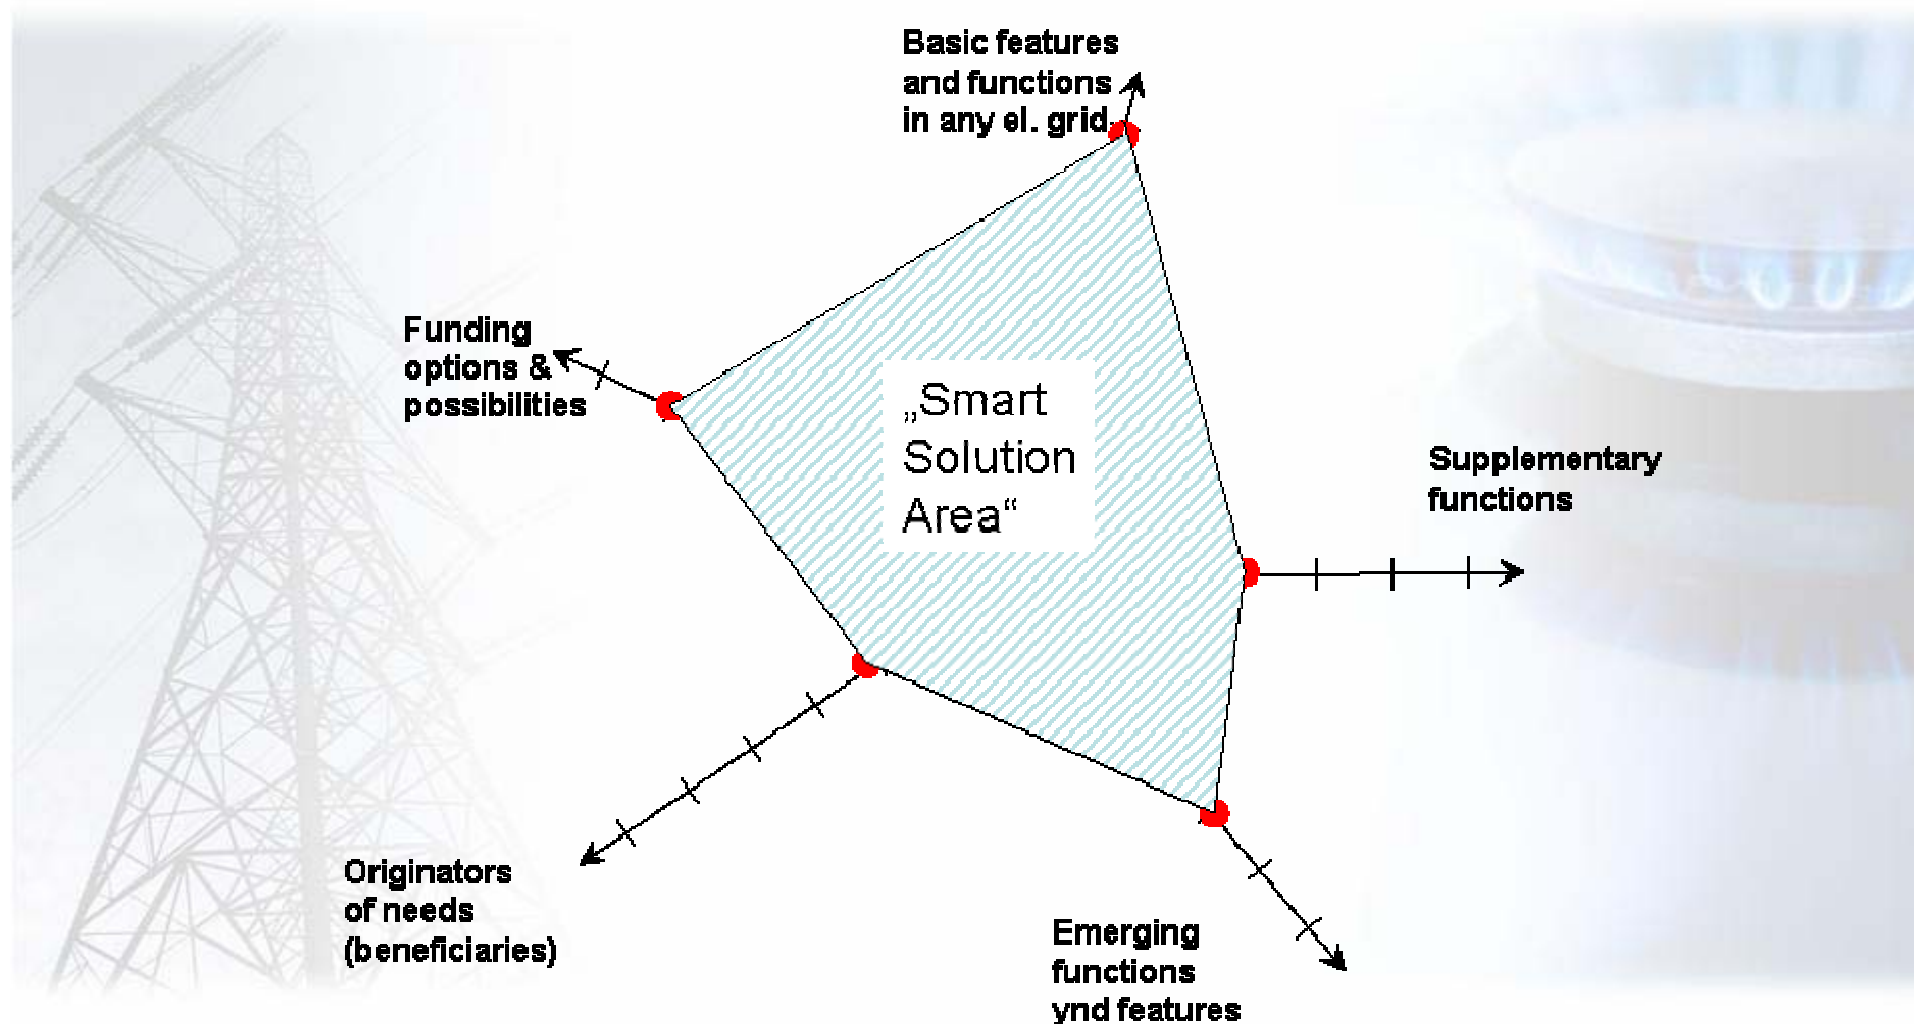 Basic features
and functions
in any el. grid
Funding
options &
possibilities
„Smart
Solution
Area“
Supplementary
functions
Originators
of needs
(beneficiaries)
Emerging
functions
ynd features